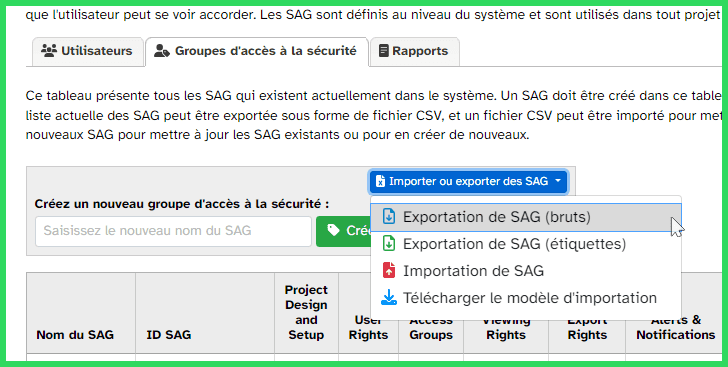 que l'utilisateur peut se voir accorder. Les SAG sont définis au niveau du système et sont utilisés dans tout projet
Utilisateurs Groupes d'accès à la sécurité Rapports
Ce tableau présente tous les SAG qui existent actuellement dans le système. Un SAG doit être créé dans ce table
liste actuelle des SAG peut être exportée sous forme de fichier CSV, et un fichier CSV peut être importé pour met
nouveaux SAG pour mettre à jour les SAG existants ou pour en créer de nouveaux.
Importer ou exporter des SAG
Créez un nouveau groupe d'accès à la sécurité :
Saisissez le nouveau nom du SAG
Exportation de SAG (bruts)
Exportation de SAG (étiquettes)
Importation de SAG
Télécharger le modèle d'importation
Nom du SAG
ID SAG
Project
Design
and
Setup
User
Rights
Access
Groups
Viewing
Rights
Export
Rights
Alerts &
Notifications